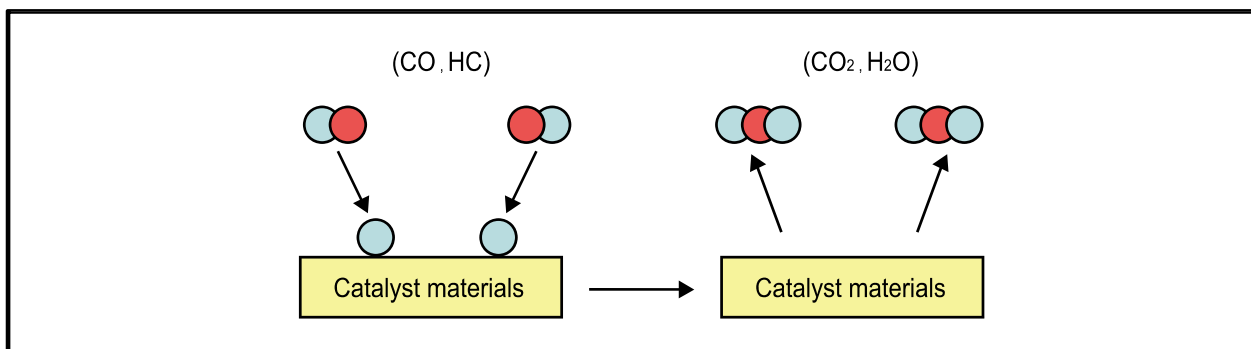 (CO , HC)
(CO₂ , H₂O)
Catalyst materials
Catalyst materials